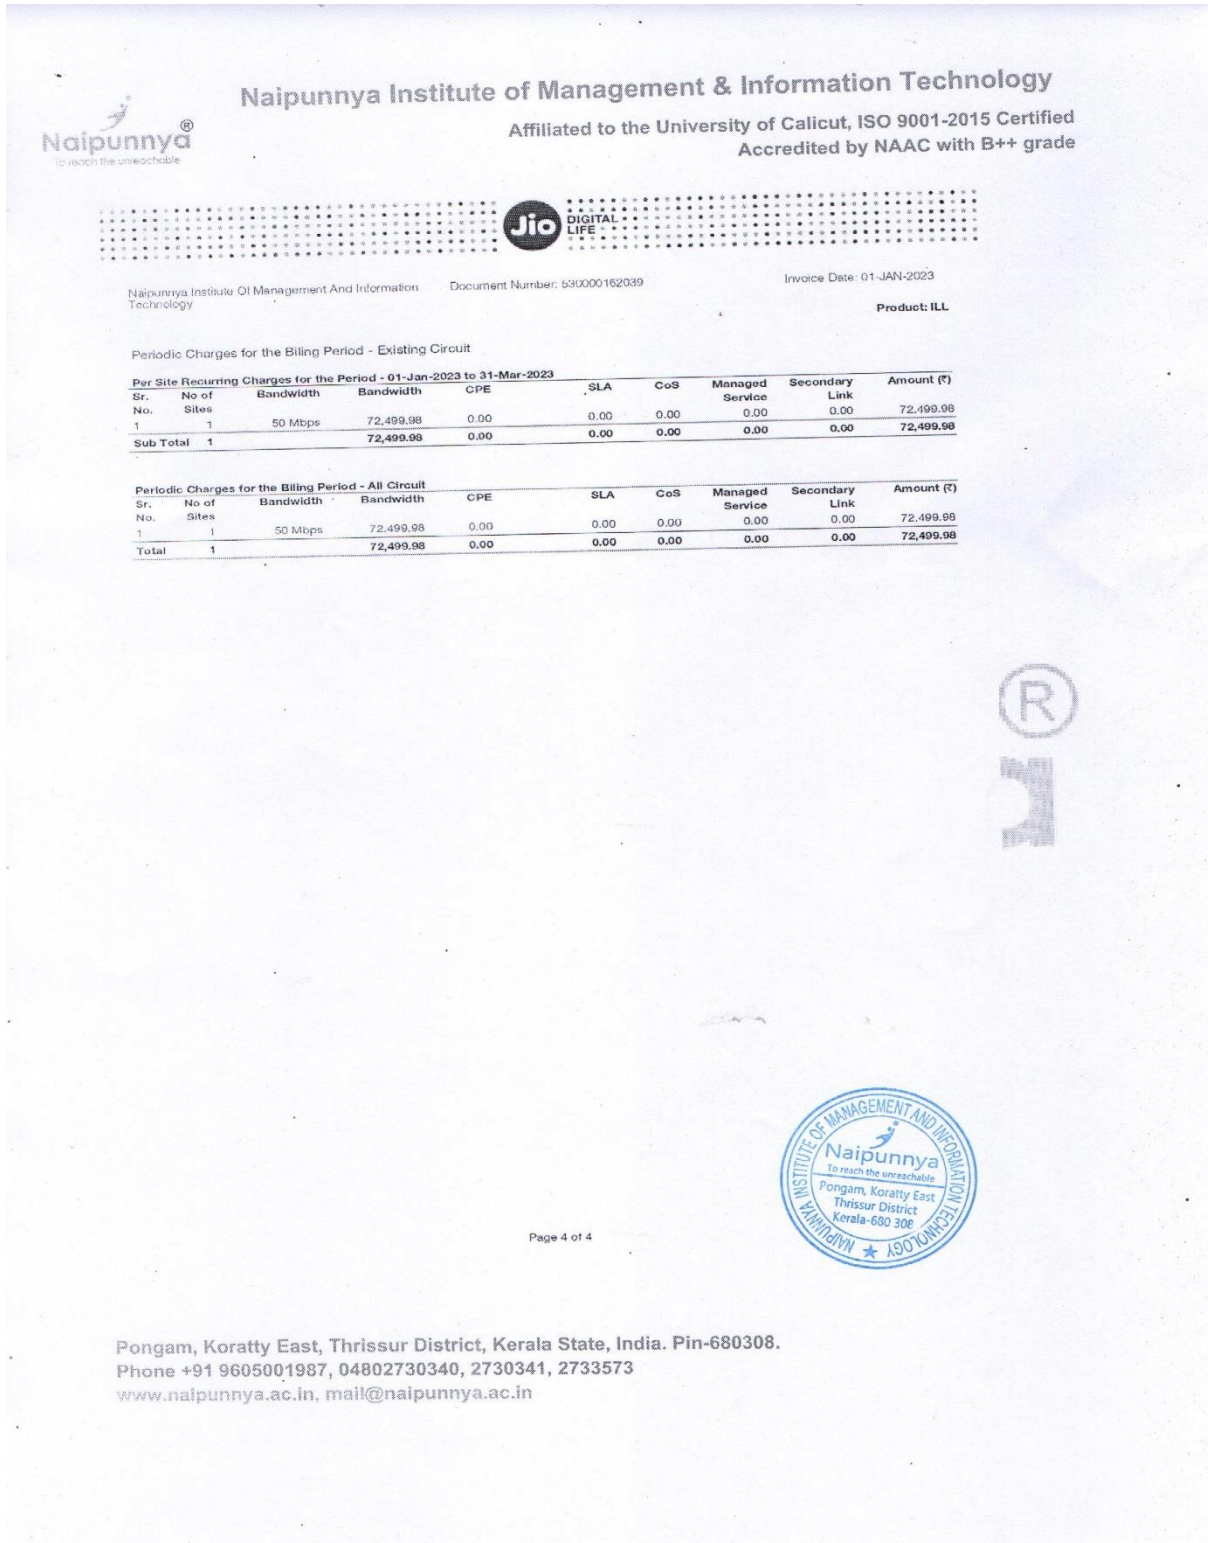 Naipunnya Institute of Management & Information Technology
Affiliated to the University of Calicut, ISO 9001-2015 Certified
Accredited by NAAC with B++ grade
Naipunnya ®
To reach the unreachable
Jio DIGITAL
LIFE
Naipunnya Institute Of Management And Information Document Number: 530000162039 Invoice Date: 01-JAN-2023
Technology
Product: ILL
Periodic Charges for the Biling Period - Existing Circuit
Per Site Recurring Charges for the Period - 01-Jan-2023 to 31-Mar-2023
Sr. No of Bandwidth Bandwidth CPE SLA CoS Managed Secondary Amount (₹)
No. Sites Service Link
1 1 50 Mbps 72,499.98 0.00 0.00 0.00 0.00 0.00 72,499.98
Sub Total 1 72,499.98 0.00 0.00 0.00 0.00 0.00 72,499.98
Periodic Charges for the Biling Period - All Circuit
Sr. No of Bandwidth Bandwidth CPE SLA CoS Managed Secondary Amount (₹)
No. Sites Service Link
1 1 50 Mbps 72,499.98 0.00 0.00 0.00 0.00 0.00 72,499.98
Total 1 72,499.98 0.00 0.00 0.00 0.00 0.00 72,499.98
®
NAIPUNNYA INSTITUTE OF MANAGEMENT AND INFORMATION TECHNOLOGY
Naipunnya
To reach the unreachable
Pongam, Koratty East
Thrissur District
Kerala-680 308
Page 4 of 4
Pongam, Koratty East, Thrissur District, Kerala State, India. Pin-680308.
Phone +91 9605001987, 04802730340, 2730341, 2733573
www.naipunnya.ac.in, mail@naipunnya.ac.in